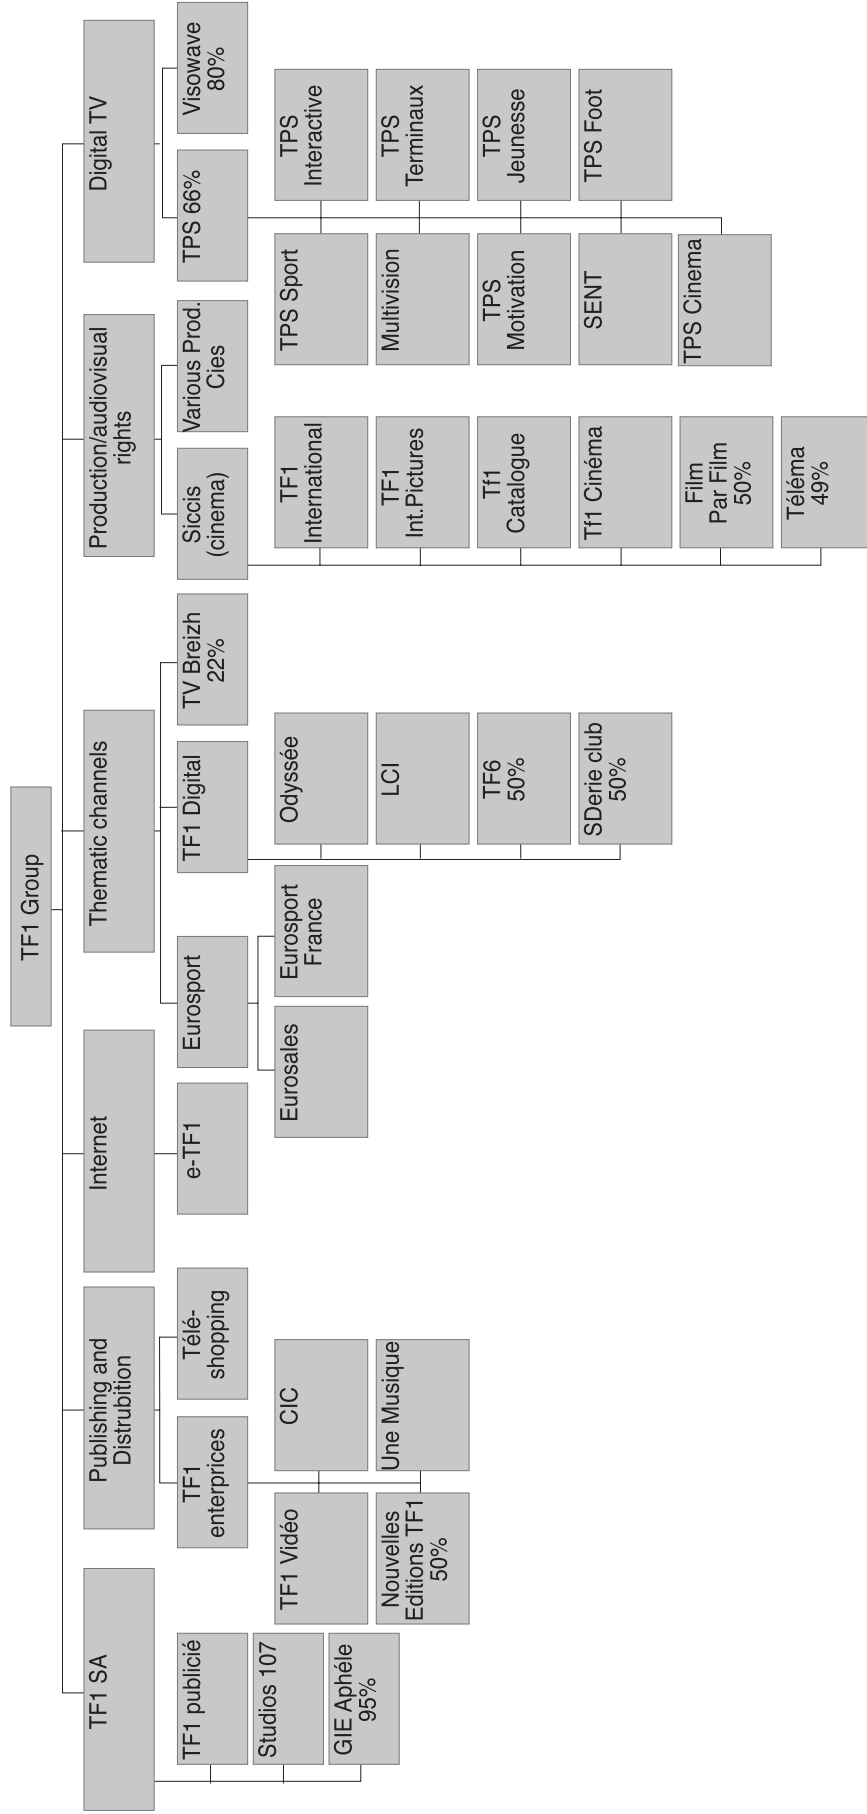 TF1 Group
TF1 SA
TF1 publicié
Studios 107
GIE Aphéle
95%
Publishing and
Distrubition
TF1
enterprices
Télé-
shopping
TF1 Vidéo
CIC
Nouvelles
Editions TF1
50%
Une Musique
Internet
e-TF1
Thematic channels
Eurosport
TF1 Digital
TV Breizh
22%
Eurosales
Eurosport
France
Odyssée
LCI
TF6
50%
SDerie club
50%
Production/audiovisual
rights
Siccis
(cinema)
Various Prod.
Cies
TF1
International
TF1
Int.Pictures
Tf1
Catalogue
Tf1 Cinéma
Film
Par Film
50%
Téléma
49%
Digital TV
TPS 66%
Visowave
80%
TPS Sport
TPS
Interactive
Multivision
TPS
Terminaux
TPS
Motivation
TPS
Jeunesse
SENT
TPS Foot
TPS Cinema